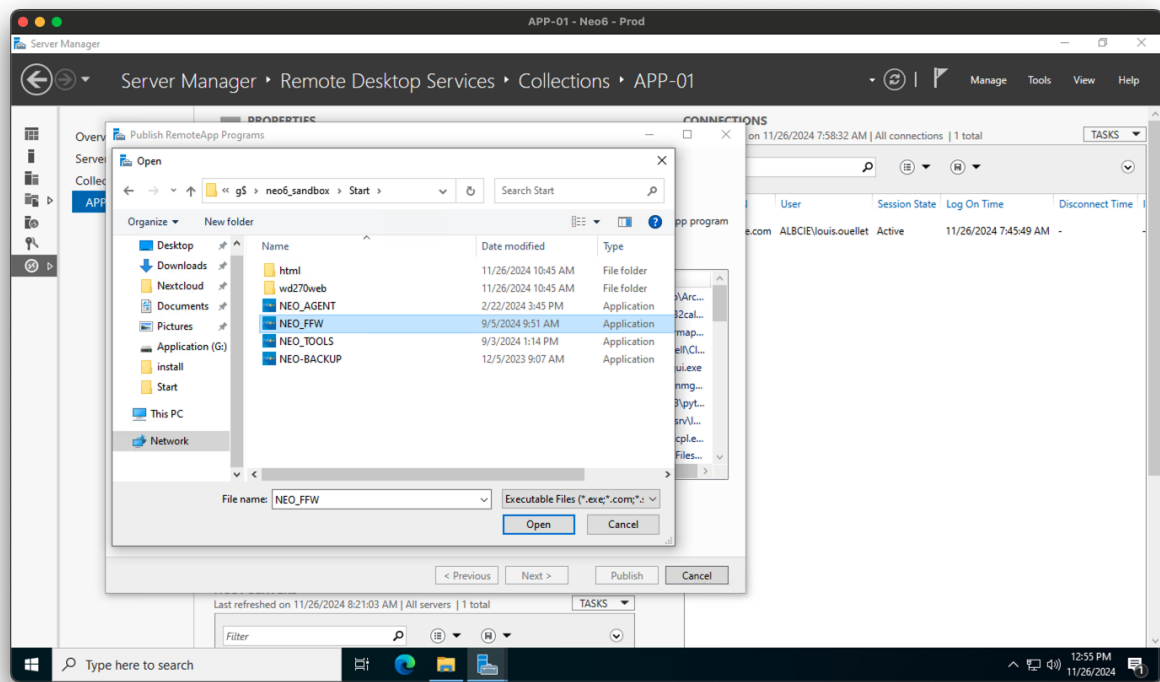 APP-01 - Neo6 - Prod
Server Manager
Server Manager ‣ Remote Desktop Services ‣ Collections ‣ APP-01
Manage Tools View Help
PROPERTIES
CONNECTIONS
Publish RemoteApp Programs
on 11/26/2024 7:58:32 AM | All connections | 1 total
TASKS
Open
g$ > neo6_sandbox > Start >
Search Start
Organize
New folder
User Session State Log On Time Disconnect Time
e.com ALBCIE\louis.ouellet Active 11/26/2024 7:45:49 AM -
Desktop
Downloads
Nextcloud
Documents
Pictures
Application (G:)
install
Start
This PC
Network
Name Date modified Type
html 11/26/2024 10:45 AM File folder
wd270web 11/26/2024 10:45 AM File folder
NEO_AGENT 2/22/2024 3:45 PM Application
NEO_FFW 9/5/2024 9:51 AM Application
NEO_TOOLS 9/3/2024 1:14 PM Application
NEO-BACKUP 12/5/2023 9:07 AM Application
File name: NEO_FFW
Executable Files (*.exe;*.com;*.
Open Cancel
< Previous Next > Publish Cancel
Last refreshed on 11/26/2024 8:21:03 AM | All servers | 1 total
TASKS
Filter
Type here to search
12:55 PM
11/26/2024
1